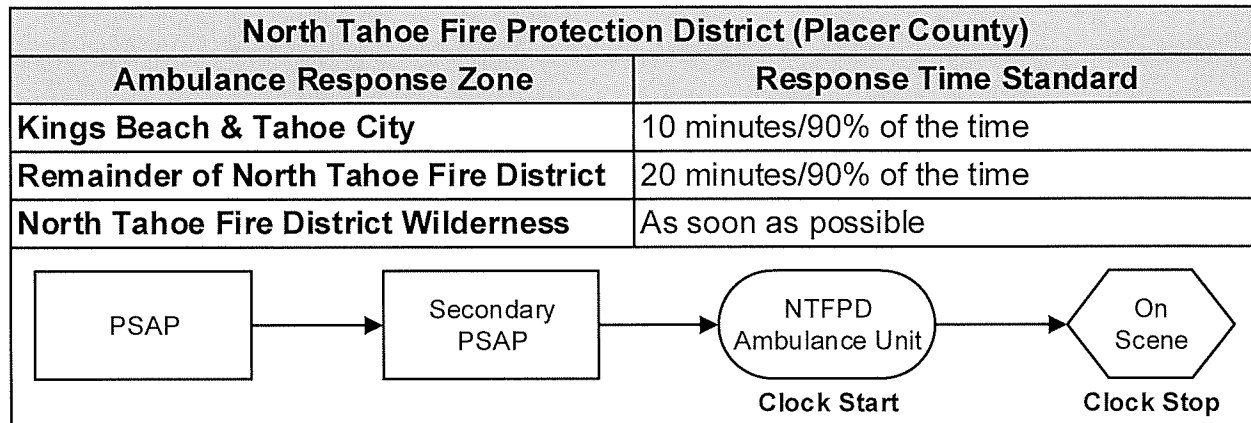 North Tahoe Fire Protection District (Placer County)
Ambulance Response Zone Response Time Standard
Kings Beach & Tahoe City 10 minutes/90% of the time
Remainder of North Tahoe Fire District 20 minutes/90% of the time
North Tahoe Fire District Wilderness As soon as possible
PSAP
Secondary
PSAP
NTFPD
Ambulance Unit
On
Scene
Clock Start
Clock Stop